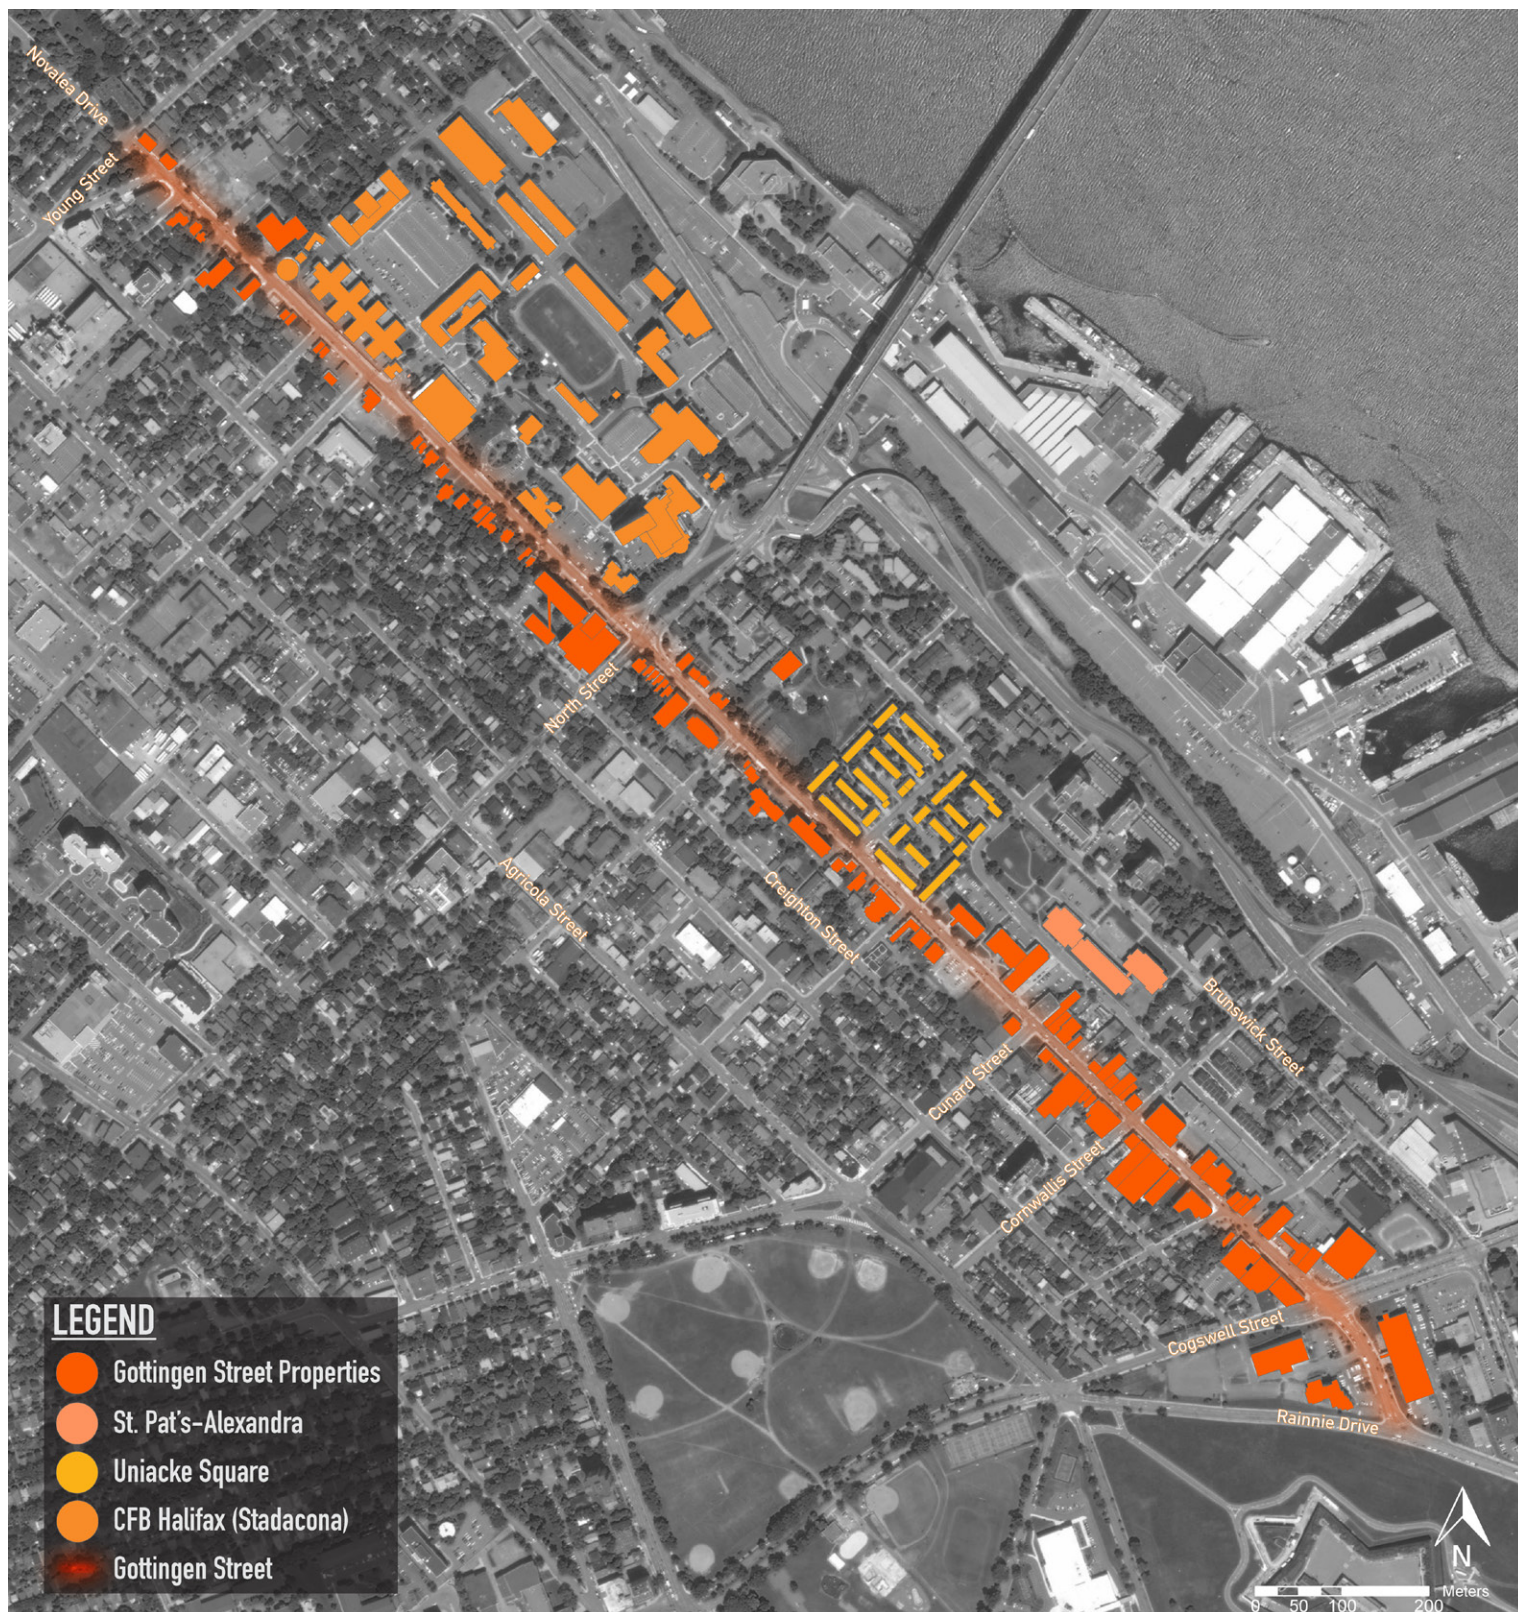 Novalea Drive
Young Street
North Street
Agricola Street
Creighton Street
Brunswick Street
Cunard Street
Cornwallis Street
Cogswell Street
Rainnie Drive
LEGEND
Gottingen Street Properties
St. Pat's-Alexandra
Uniacke Square
CFB Halifax (Stadacona)
Gottingen Street
N
Meters
0 50 100 200